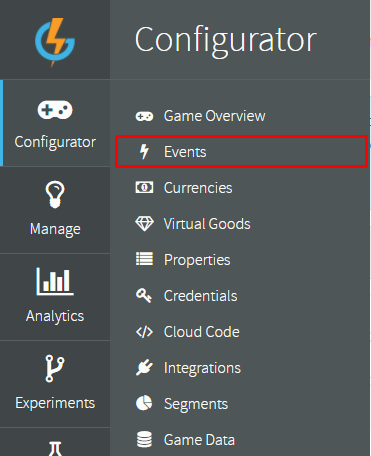 Configurator
Configurator
Manage
Analytics
Experiments
Game Overview
Events
Currencies
Virtual Goods
Properties
Credentials
Cloud Code
Integrations
Segments
Game Data